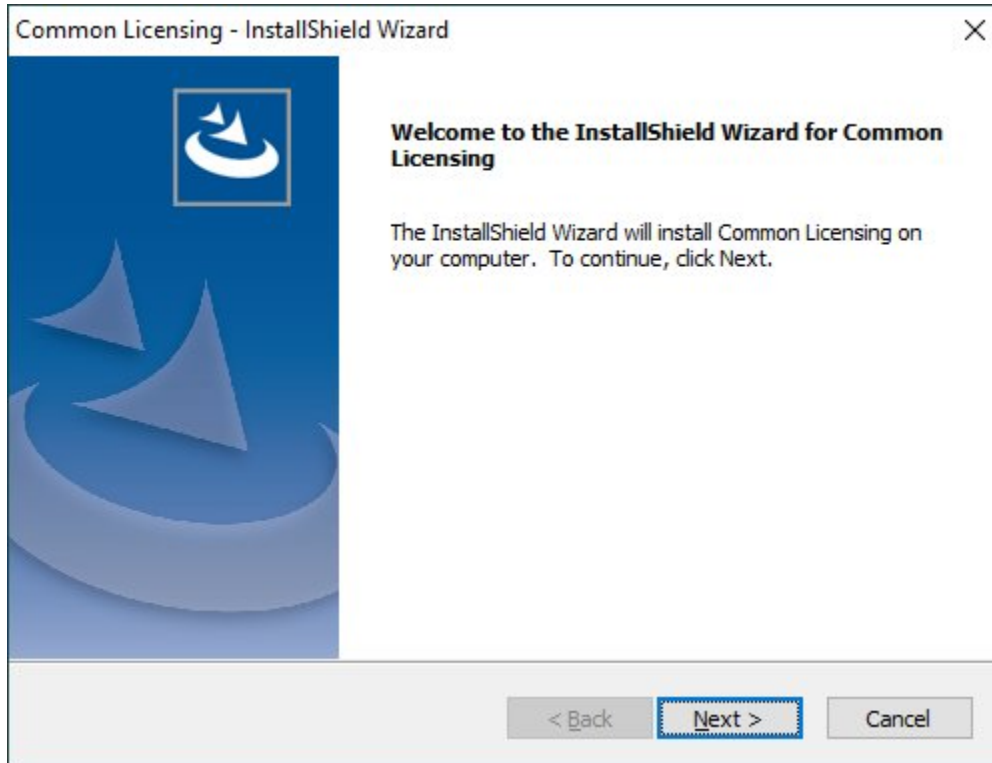 Common Licensing - InstallShield Wizard
Welcome to the InstallShield Wizard for Common
Licensing
The InstallShield Wizard will install Common Licensing on
your computer.  To continue, click Next.
< Back
Next >
Cancel